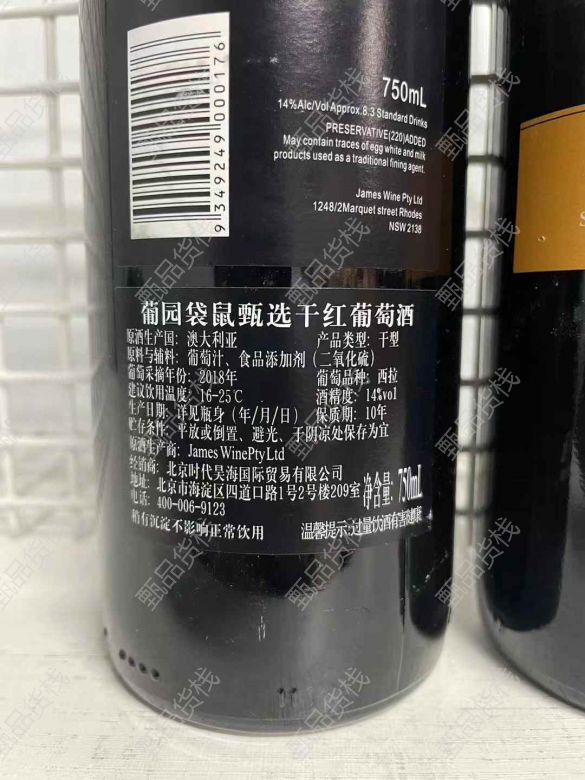 9349249000176
750mL
14%Alc/Vol Approx.8.3 Standard Drinks
PRESERVATIVE(220)ADDED
May contain traces of egg white and milk
products used as a traditional fining agent.
James Wine Pty Ltd
1248/2Marquet street Rhodes
NSW 2138
葡园袋鼠甄选干红葡萄酒
原酒生产国：澳大利亚 产品类型：干型
原料与辅料：葡萄汁、食品添加剂（二氧化硫）
葡萄采摘年份：2018年 葡萄品种：西拉
建议饮用温度：16-25℃ 酒精度：14%vol
生产日期：详见瓶身（年/月/日） 保质期：10年
贮存条件：平放或倒置、避光、于阴凉处保存为宜
原酒生产商：James WinePtyLtd
经销商：北京时代昊海国际贸易有限公司
地址：北京市海淀区四道口路1号2号楼209室 净含量：750mL
电话：400-006-9123
稍有沉淀不影响正常饮用 温馨提示：过量饮酒有害健康
甄品货栈